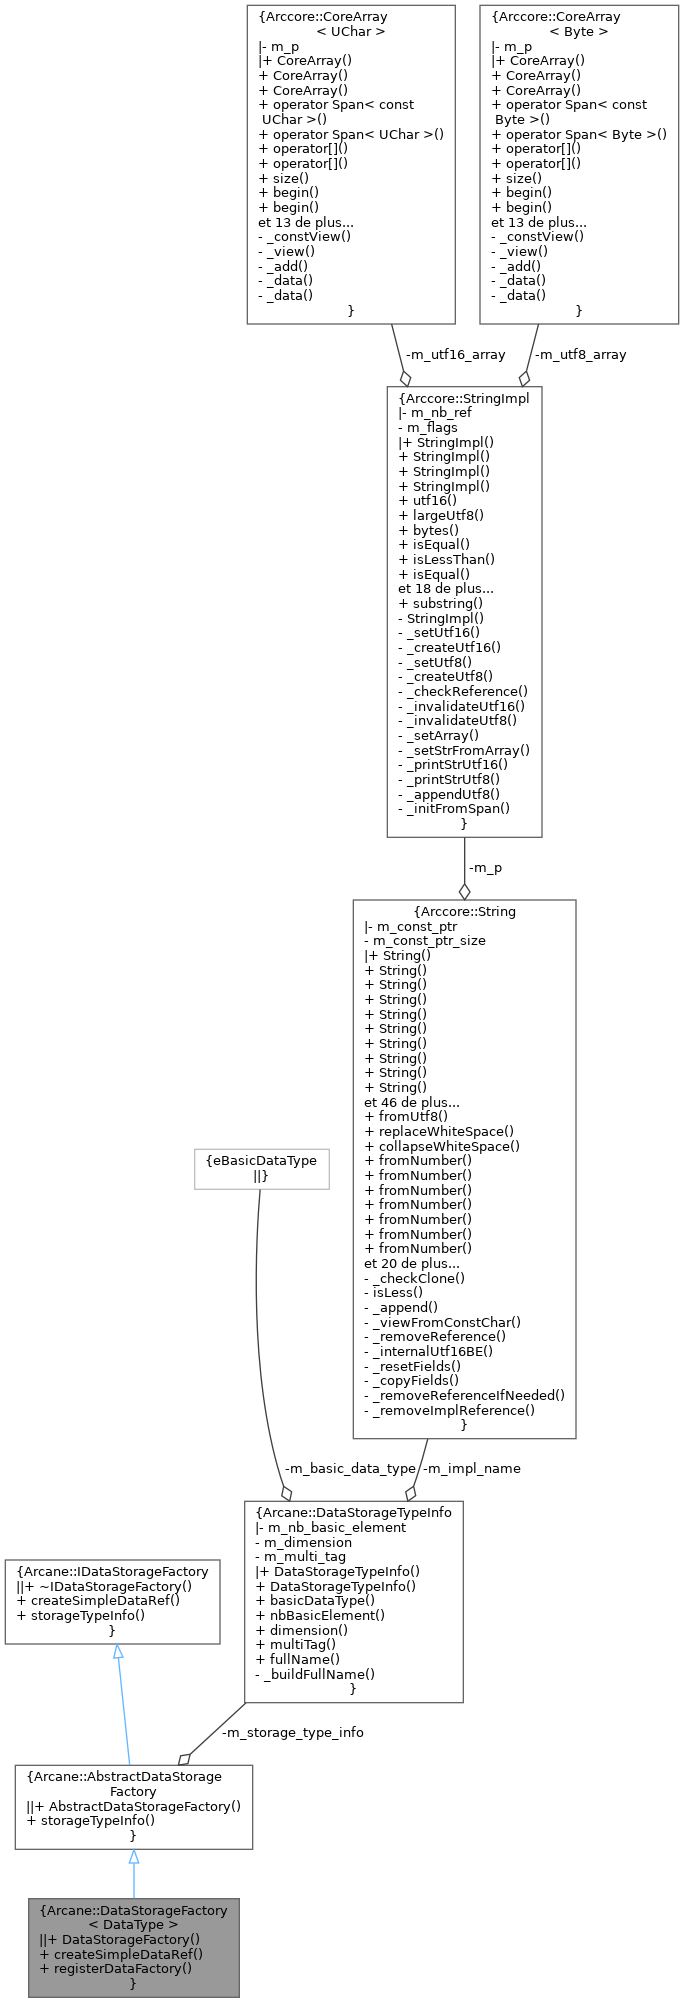 {Arccore::CoreArray
< UChar >
|- m_p
|+ CoreArray()
+ CoreArray()
+ CoreArray()
+ operator Span< const
UChar >()
+ operator Span< UChar >()
+ operator[]()
+ operator[]()
+ size()
+ begin()
+ begin()
et 13 de plus...
- _constView()
- _view()
- _add()
- _data()
- _data()
}
{Arccore::CoreArray
< Byte >
|- m_p
|+ CoreArray()
+ CoreArray()
+ CoreArray()
+ operator Span< const
Byte >()
+ operator Span< Byte >()
+ operator[]()
+ operator[]()
+ size()
+ begin()
+ begin()
et 13 de plus...
- _constView()
- _view()
- _add()
- _data()
- _data()
}
-m_utf16_array
-m_utf8_array
{Arccore::StringImpl
|- m_nb_ref
- m_flags
|+ StringImpl()
+ StringImpl()
+ StringImpl()
+ StringImpl()
+ utf16()
+ largeUtf8()
+ bytes()
+ isEqual()
+ isLessThan()
+ isEqual()
et 18 de plus...
+ substring()
- StringImpl()
- _setUtf16()
- _createUtf16()
- _setUtf8()
- _createUtf8()
- _checkReference()
- _invalidateUtf16()
- _invalidateUtf8()
- _setArray()
- _setStrFromArray()
- _printStrUtf16()
- _printStrUtf8()
- _appendUtf8()
- _initFromSpan()
}
-m_p
{Arccore::String
|- m_const_ptr
- m_const_ptr_size
|+ String()
+ String()
+ String()
+ String()
+ String()
+ String()
+ String()
+ String()
+ String()
+ String()
et 46 de plus...
+ fromUtf8()
+ replaceWhiteSpace()
+ collapseWhiteSpace()
+ fromNumber()
+ fromNumber()
+ fromNumber()
+ fromNumber()
+ fromNumber()
+ fromNumber()
+ fromNumber()
et 20 de plus...
- _checkClone()
- isLess()
- _append()
- _viewFromConstChar()
- _removeReference()
- _internalUtf16BE()
- _resetFields()
- _copyFields()
- _removeReferenceIfNeeded()
- _removeImplReference()
}
{eBasicDataType
||}
-m_basic_data_type
-m_impl_name
{Arcane::DataStorageTypeInfo
|- m_nb_basic_element
- m_dimension
- m_multi_tag
|+ DataStorageTypeInfo()
+ DataStorageTypeInfo()
+ basicDataType()
+ nbBasicElement()
+ dimension()
+ multiTag()
+ fullName()
- _buildFullName()
}
{Arcane::IDataStorageFactory
||+ ~IDataStorageFactory()
+ createSimpleDataRef()
+ storageTypeInfo()
}
-m_storage_type_info
{Arcane::AbstractDataStorage
Factory
||+ AbstractDataStorageFactory()
+ storageTypeInfo()
}
{Arcane::DataStorageFactory
< DataType >
||+ DataStorageFactory()
+ createSimpleDataRef()
+ registerDataFactory()
}